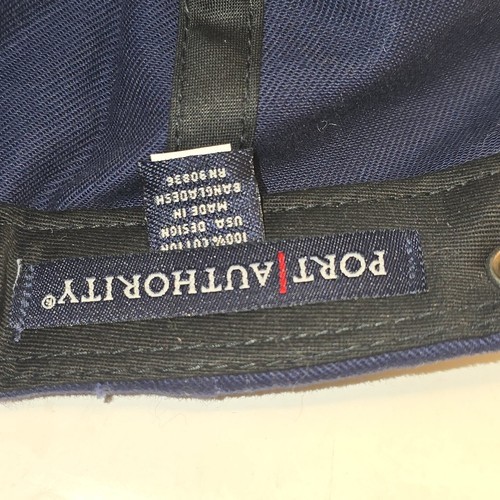 PORT AUTHORITY®
100% COTTON
USA DESIGN
MADE IN
BANGLADESH
RN 90836